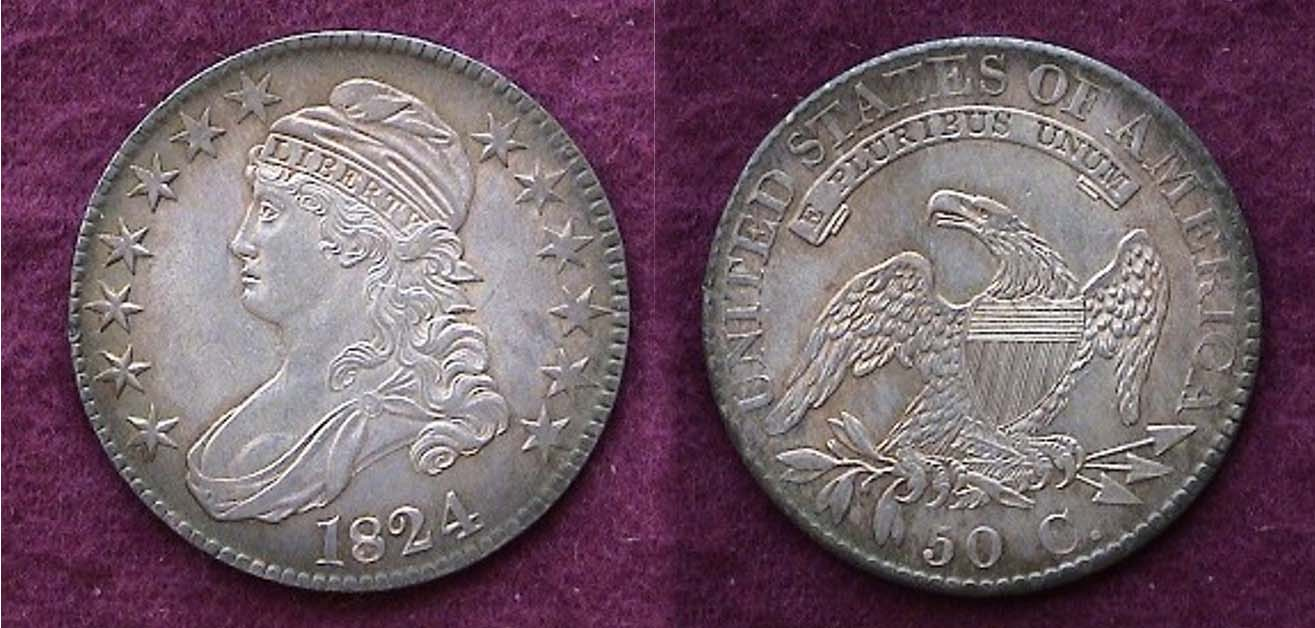 LIBERTY
1824
UNITED STATES OF AMERICA
E PLURIBUS UNUM
50 C.